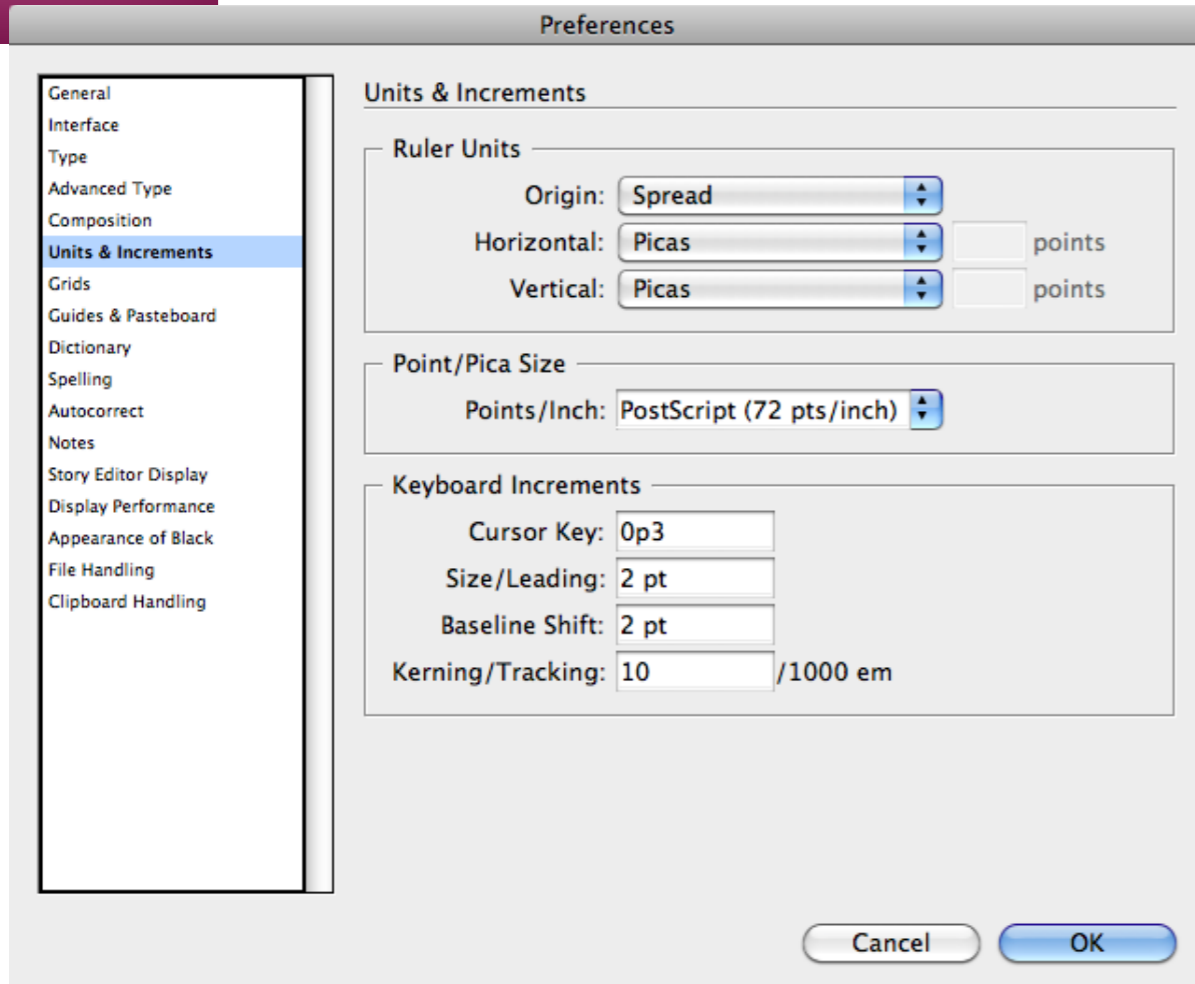 Preferences
General
Interface
Type
Advanced Type
Composition
Units & Increments
Grids
Guides & Pasteboard
Dictionary
Spelling
Autocorrect
Notes
Story Editor Display
Display Performance
Appearance of Black
File Handling
Clipboard Handling
Units & Increments
Ruler Units
Origin: Spread
Horizontal: Picas points
Vertical: Picas points
Point/Pica Size
Points/Inch: PostScript (72 pts/inch)
Keyboard Increments
Cursor Key: 0p3
Size/Leading: 2 pt
Baseline Shift: 2 pt
Kerning/Tracking: 10 /1000 em
Cancel OK